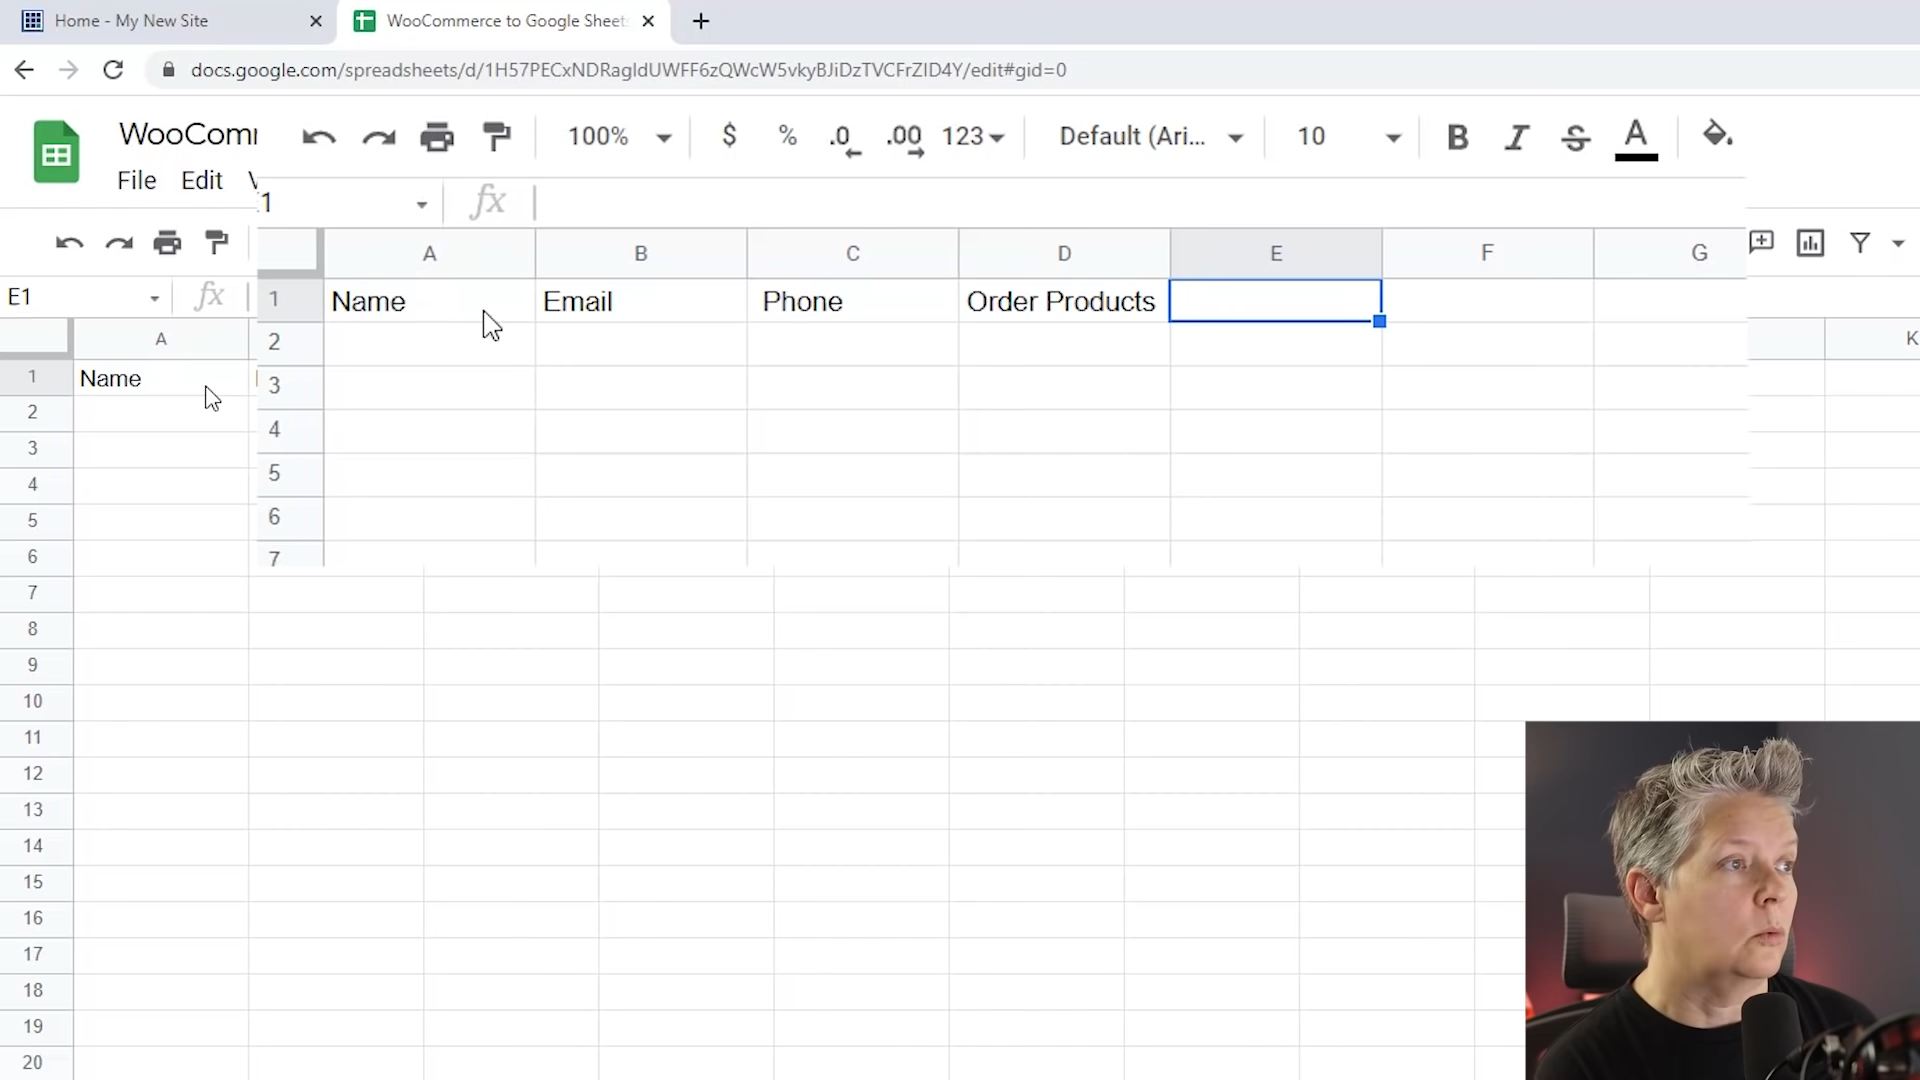 Home - My New Site
WooCommerce to Google Sheet
docs.google.com/spreadsheets/d/1H57PECxNDRagIdUWFF6zQWcW5vkyBJiDzTVCFrZID4Y/edit#gid=0
WooComm
File Edit V
100% $ % .0 .00 123 Default (Ari... 10 B I S A
1 fx
A B C D E F G
1 Name Email Phone Order Products
2
3
4
5
6
7
E1 fx
A K
1 Name
2
3
4
5
6
7
8
9
10
11
12
13
14
15
16
17
18
19
20